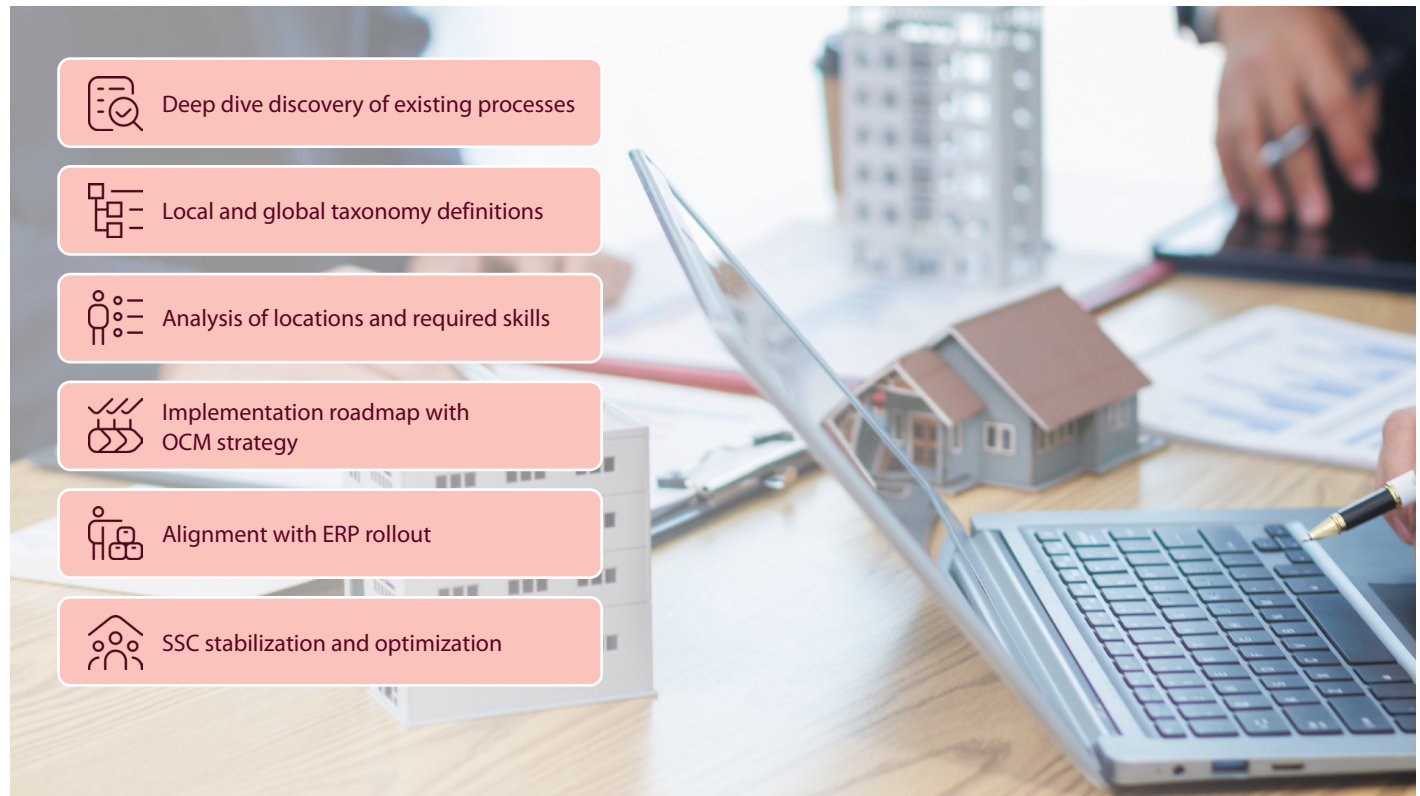 Deep dive discovery of existing processes
Local and global taxonomy definitions
Analysis of locations and required skills
Implementation roadmap with
OCM strategy
Alignment with ERP rollout
SSC stabilization and optimization